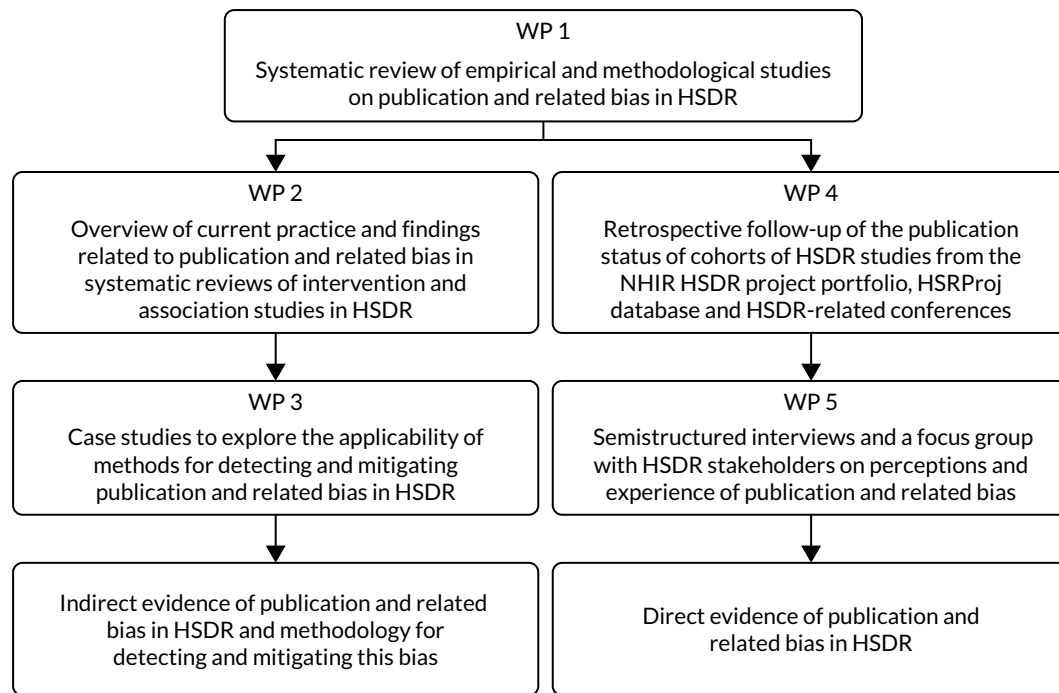 WP 1
Systematic review of empirical and methodological studies
on publication and related bias in HSDR
WP 2
Overview of current practice and findings
related to publication and related bias in
systematic reviews of intervention and
association studies in HSDR
WP 4
Retrospective follow-up of the publication
status of cohorts of HSDR studies from the
NHIR HSDR project portfolio, HSRProj
database and HSDR-related conferences
WP 3
Case studies to explore the applicability of
methods for detecting and mitigating
publication and related bias in HSDR
WP 5
Semistructured interviews and a focus group
with HSDR stakeholders on perceptions and
experience of publication and related bias
Indirect evidence of publication and related
bias in HSDR and methodology for
detecting and mitigating this bias
Direct evidence of publication and
related bias in HSDR